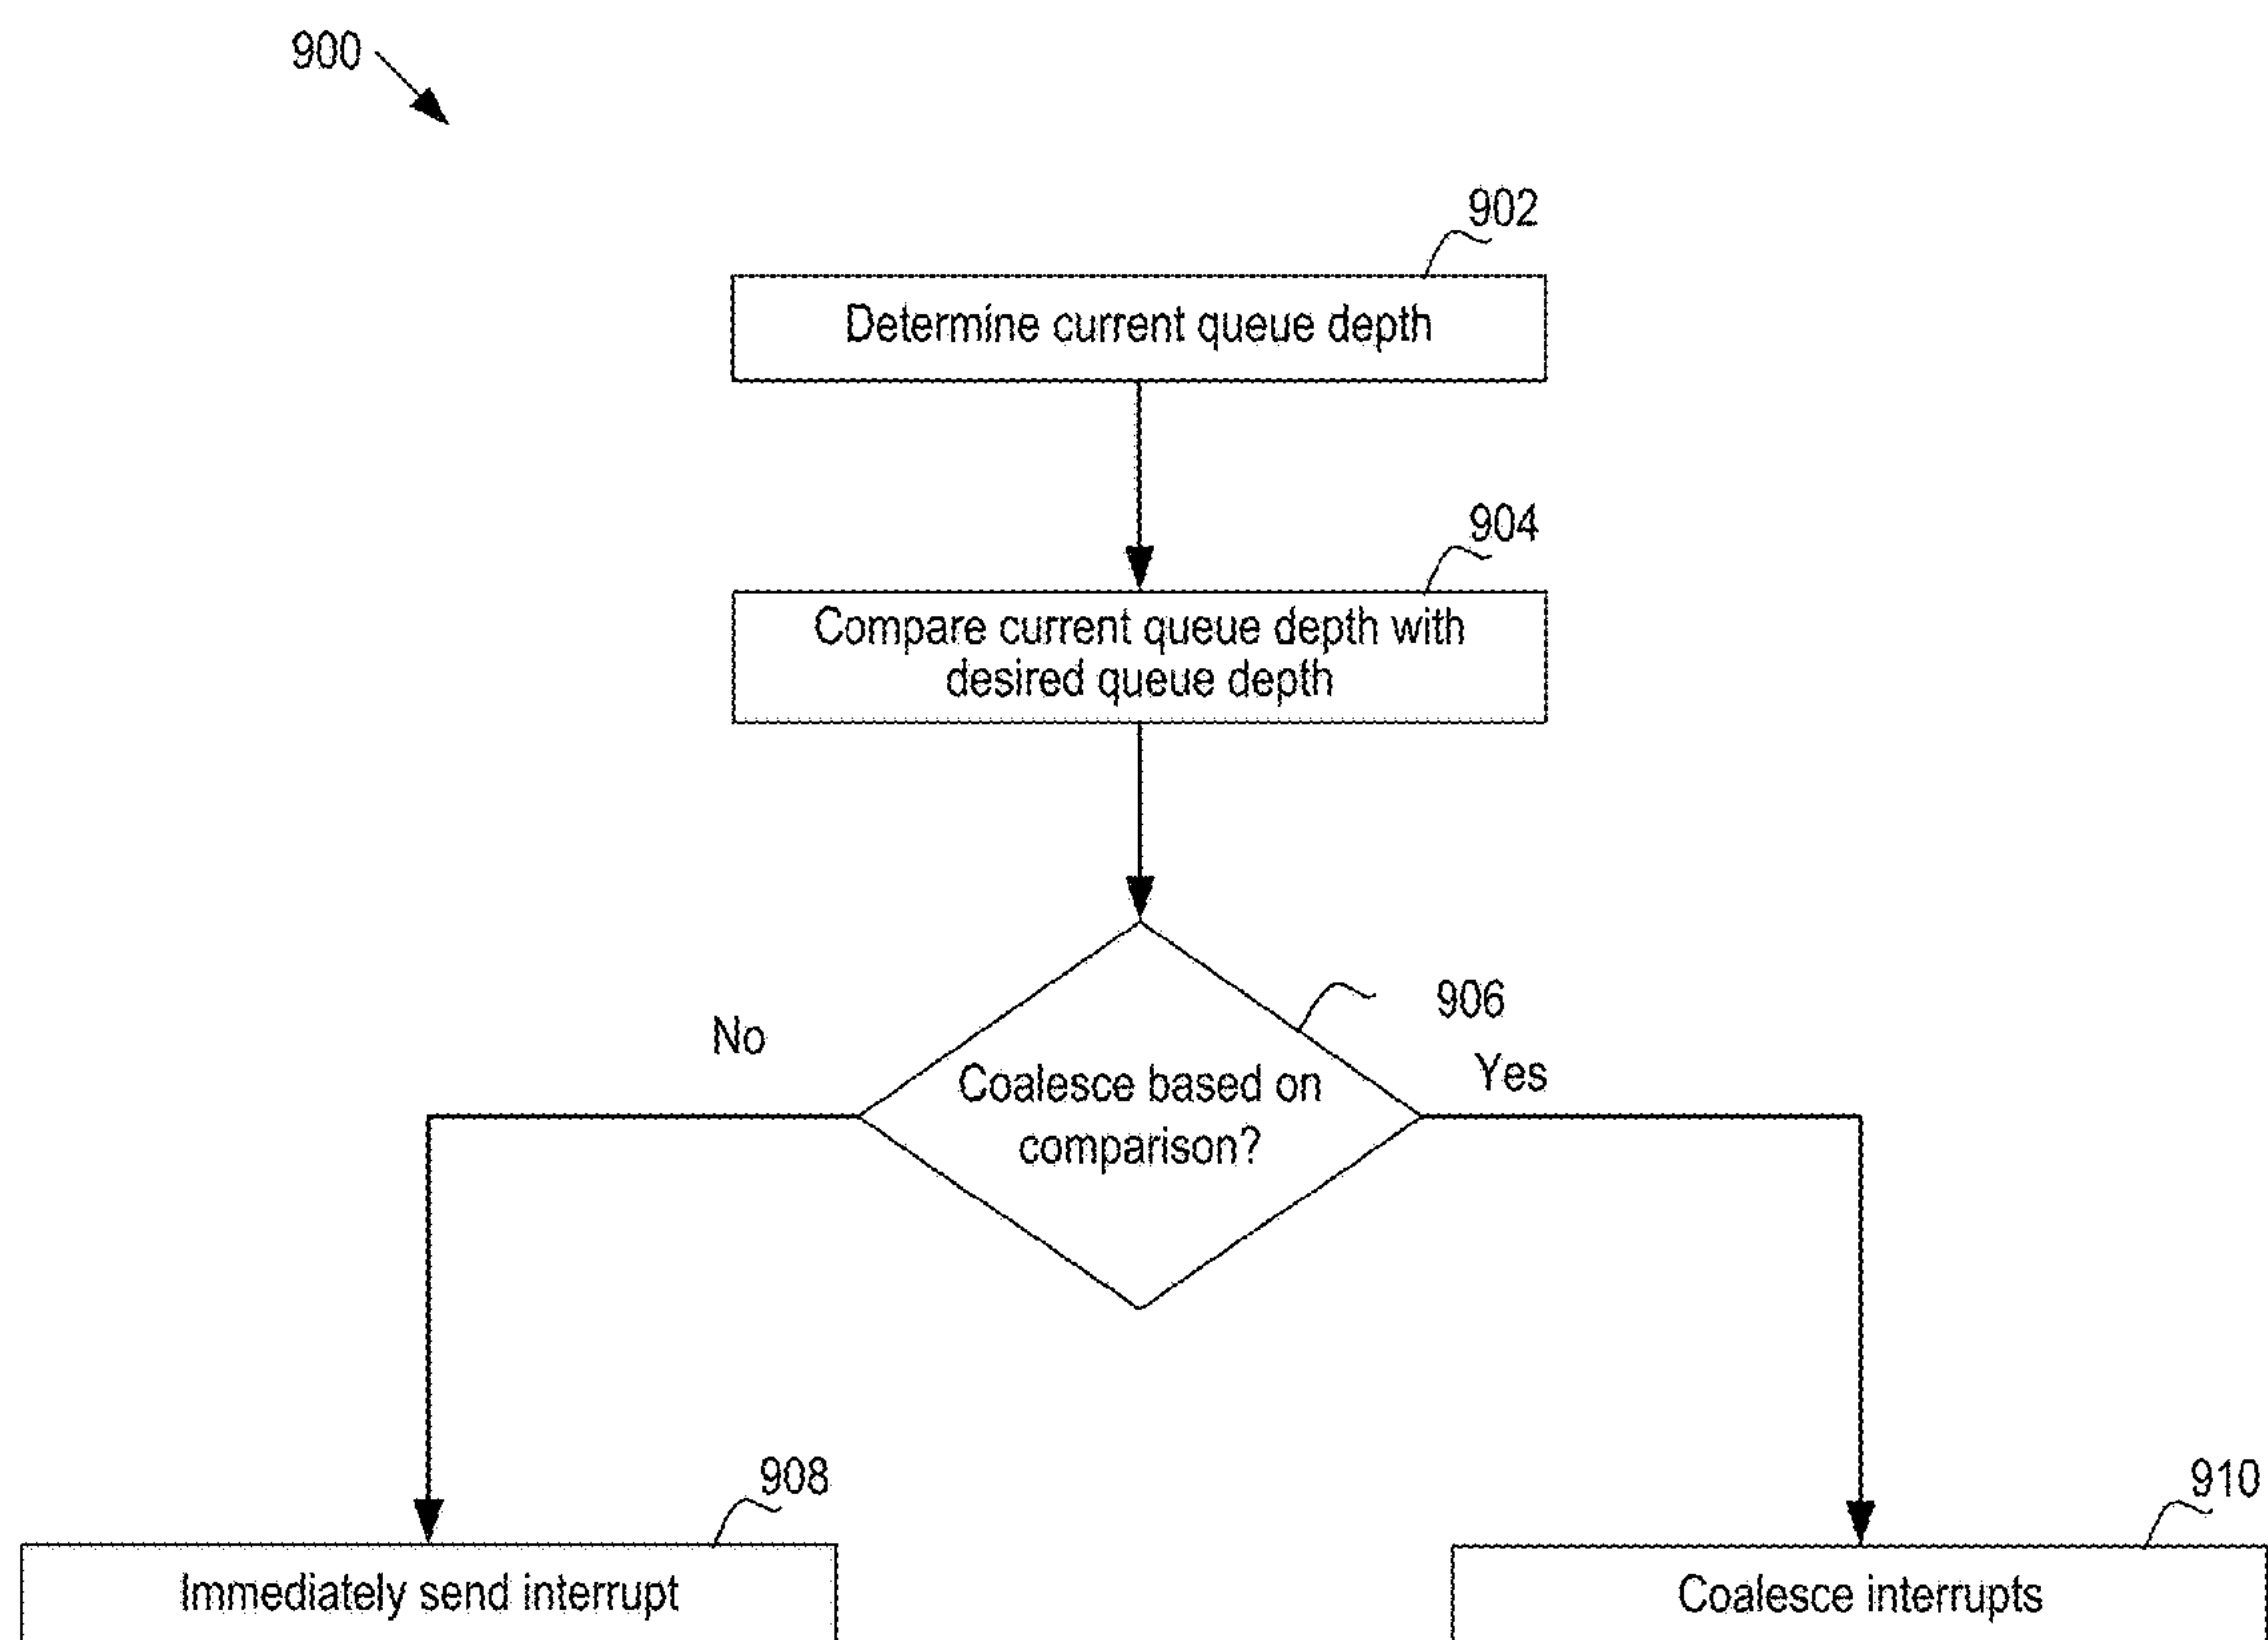 900
902
Determine current queue depth
904
Compare current queue depth with
desired queue depth
906
No
Yes
Coalesce based on
comparison?
908
910
Immediately send interrupt
Coalesce interrupts